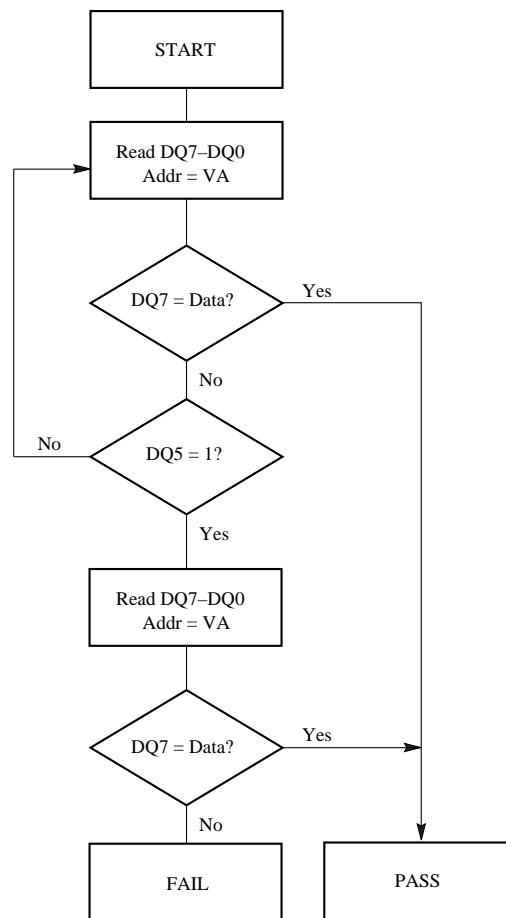 START
Read DQ7–DQ0
Addr = VA
DQ7 = Data?
Yes
No
No
DQ5 = 1?
Yes
Read DQ7–DQ0
Addr = VA
DQ7 = Data?
Yes
No
FAIL
PASS